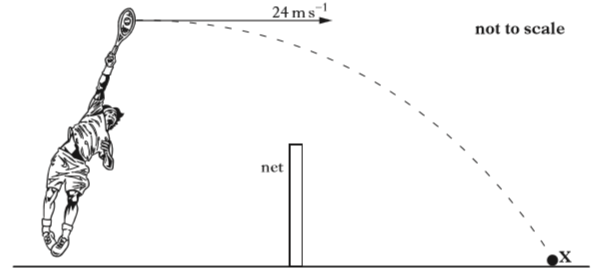 24 m s⁻¹
not to scale
net
X